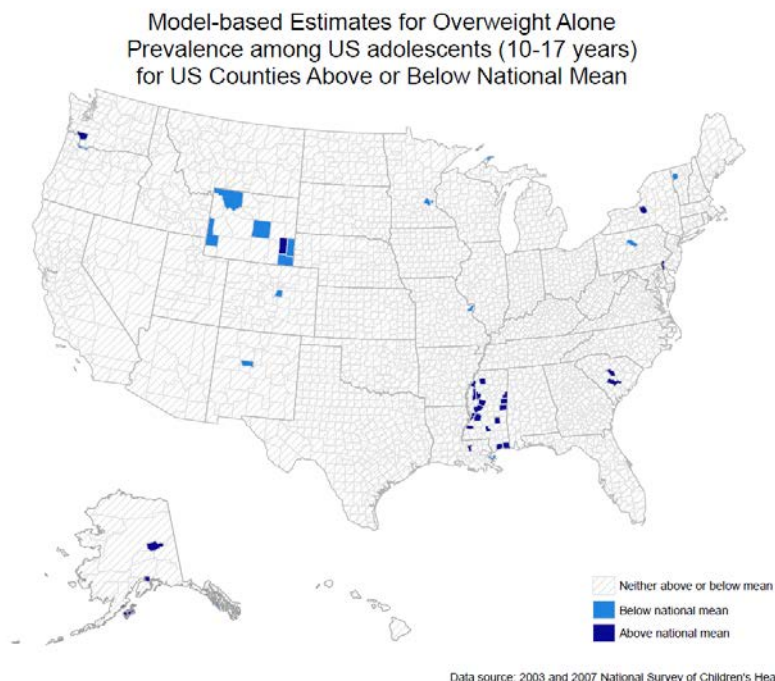 Model-based Estimates for Overweight Alone
Prevalence among US adolescents (10-17 years)
for US Counties Above or Below National Mean
Neither above or below mean
Below national mean
Above national mean
Data source: 2003 and 2007 National Survey of Children's Hea